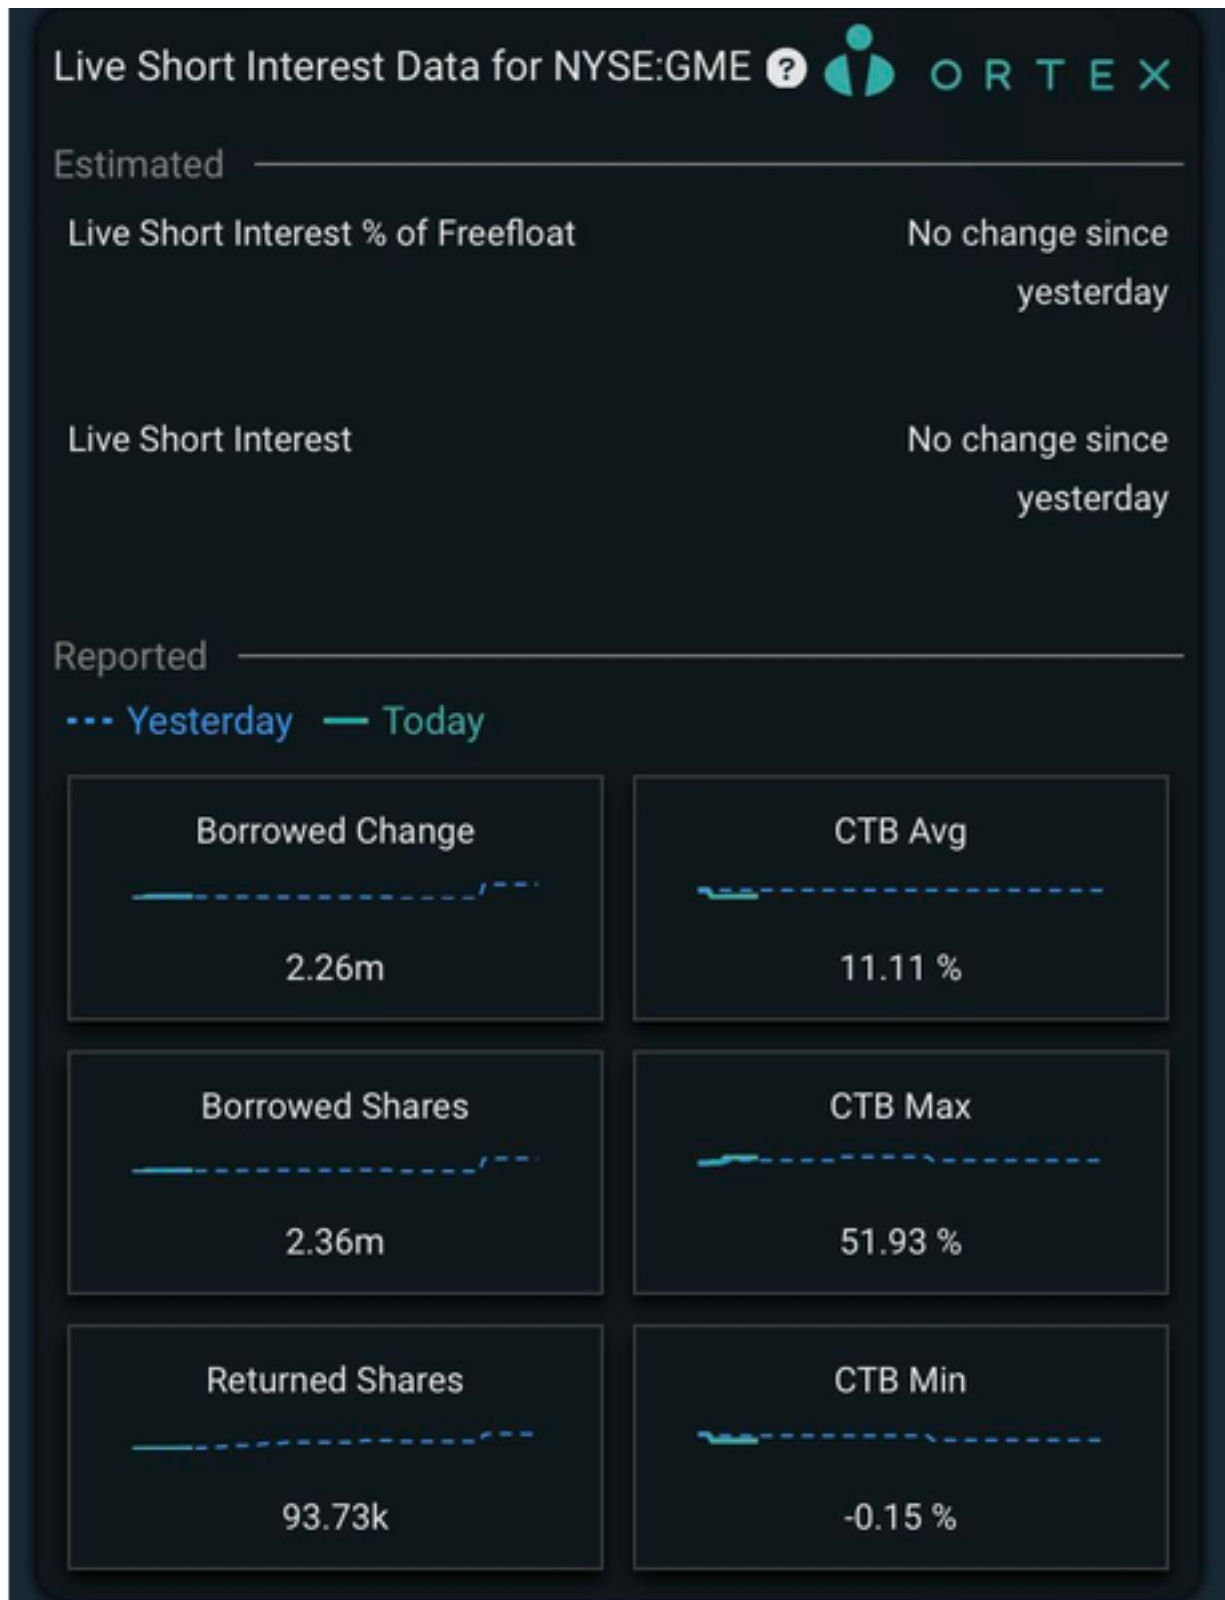 Live Short Interest Data for NYSE:GME ? ORTEX
Estimated
Live Short Interest % of Freefloat No change since
yesterday
Live Short Interest No change since
yesterday
Reported
--- Yesterday — Today
Borrowed Change
2.26m
CTB Avg
11.11 %
Borrowed Shares
2.36m
CTB Max
51.93 %
Returned Shares
93.73k
CTB Min
-0.15 %